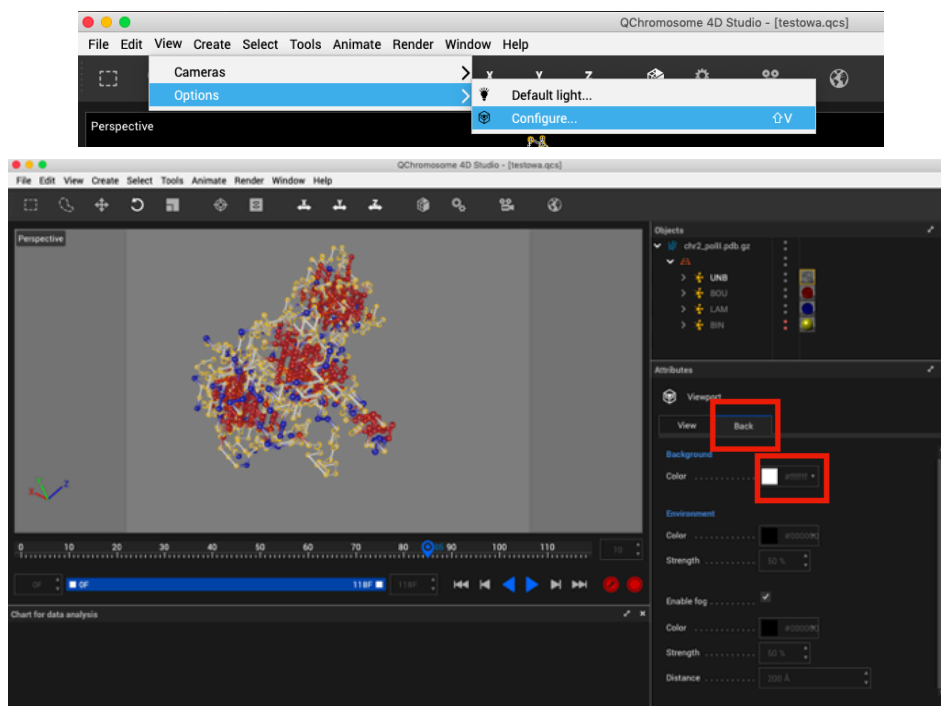 QChromosome 4D Studio - [testowa.qcs]
File Edit View Create Select Tools Animate Render Window Help
Cameras
X Y Z
Options
Default light...
Configure... ⇧V
Perspective
QChromosome 4D Studio - [testowa.qcs]
File Edit View Create Select Tools Animate Render Window Help
Perspective
X Y Z
Objects
chr2_polII.pdb.gz
UNB
BOU
LAM
BIN
Attributes
Viewport
View Back
Background
Color #ffffff
Environment
Color
Strength 50 %
Enable fog
Color
Strength 50 %
Distance 200 Å
0 10 20 30 40 50 60 70 80 85 90 100 110 10
0F 0F 118F 118F
Chart for data analysis